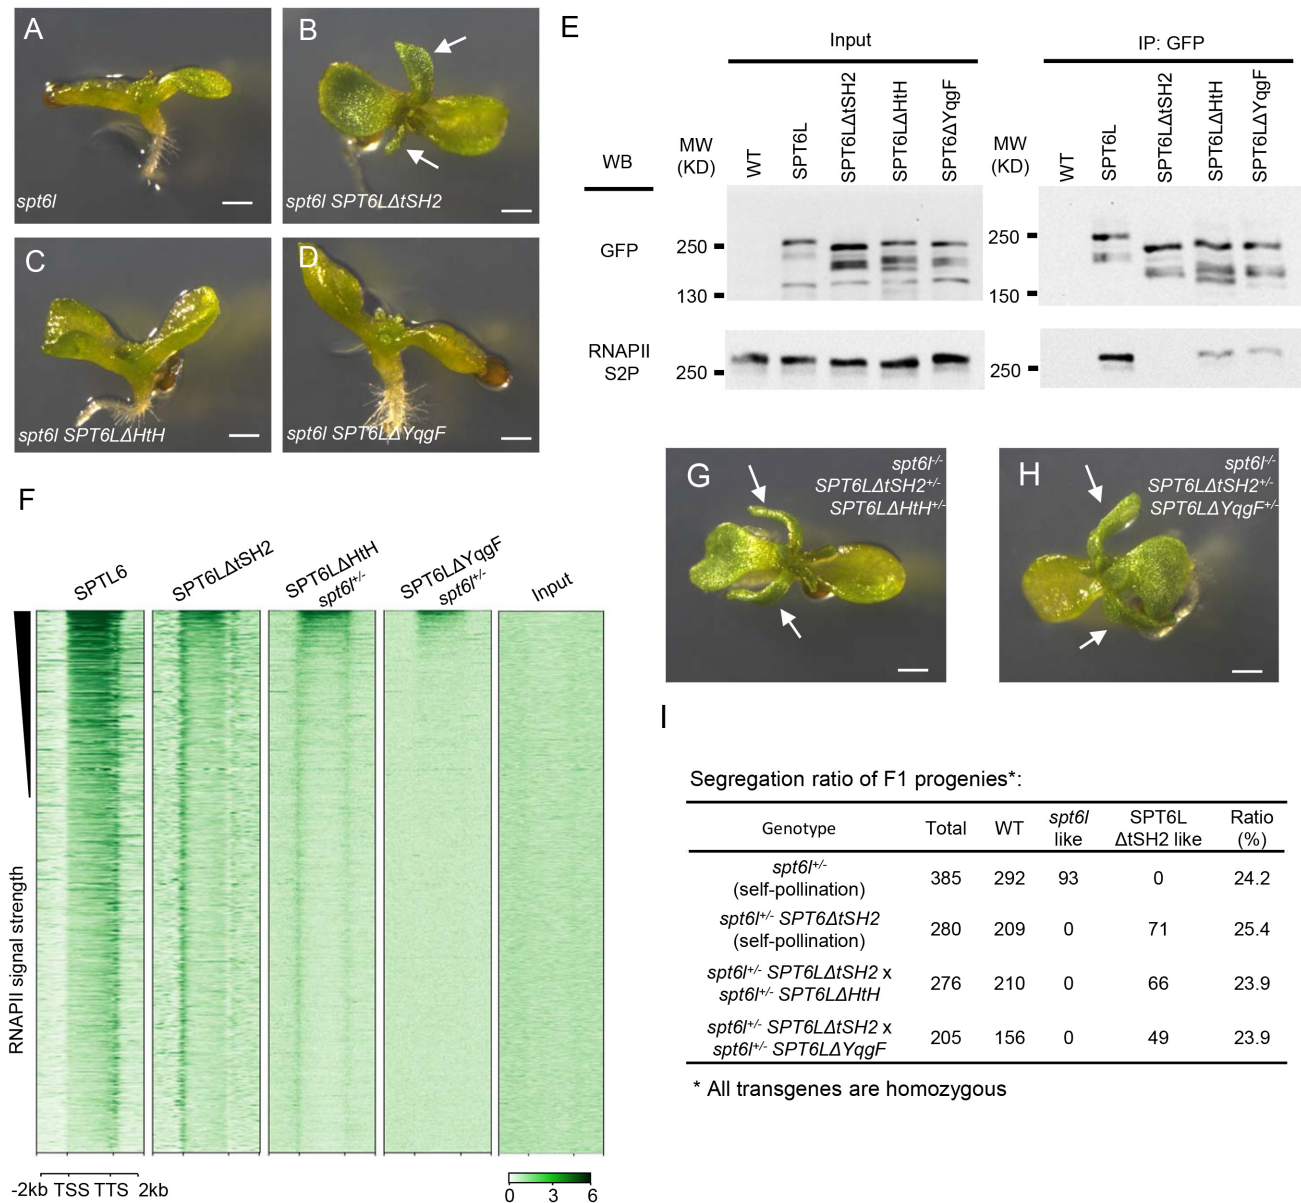 A
spt6l
B
spt6l SPT6LΔtSH2
C
spt6l SPT6LΔHtH
D
spt6l SPT6LΔYqgF
E
Input
IP: GFP
WB
MW
(KD)
WT
SPT6L
SPT6LΔtSH2
SPT6LΔHtH
SPT6ΔYqgF
MW
(KD)
WT
SPT6L
SPT6LΔtSH2
SPT6LΔHtH
SPT6LΔYqgF
GFP
250
130
250
150
RNAPII
S2P
250
250
F
SPTL6
SPT6LΔtSH2
SPT6LΔHtH
spt6l+/-
SPT6LΔYqgF
spt6l+/-
Input
RNAPII signal strength
-2kb TSS TTS 2kb
0 3 6
G
spt6l-/-
SPT6LΔtSH2+/-
SPT6LΔHtH+/-
H
spt6l-/-
SPT6LΔtSH2+/-
SPT6LΔYqgF+/-
I
Segregation ratio of F1 progenies*:
Genotype Total WT spt6l like SPT6L ΔtSH2 like Ratio (%)
spt6l+/-
(self-pollination) 385 292 93 0 24.2
spt6l+/- SPT6ΔtSH2
(self-pollination) 280 209 0 71 25.4
spt6l+/- SPT6LΔtSH2 x
spt6l+/- SPT6LΔHtH 276 210 0 66 23.9
spt6l+/- SPT6LΔtSH2 x
spt6l+/- SPT6LΔYqgF 205 156 0 49 23.9
* All transgenes are homozygous